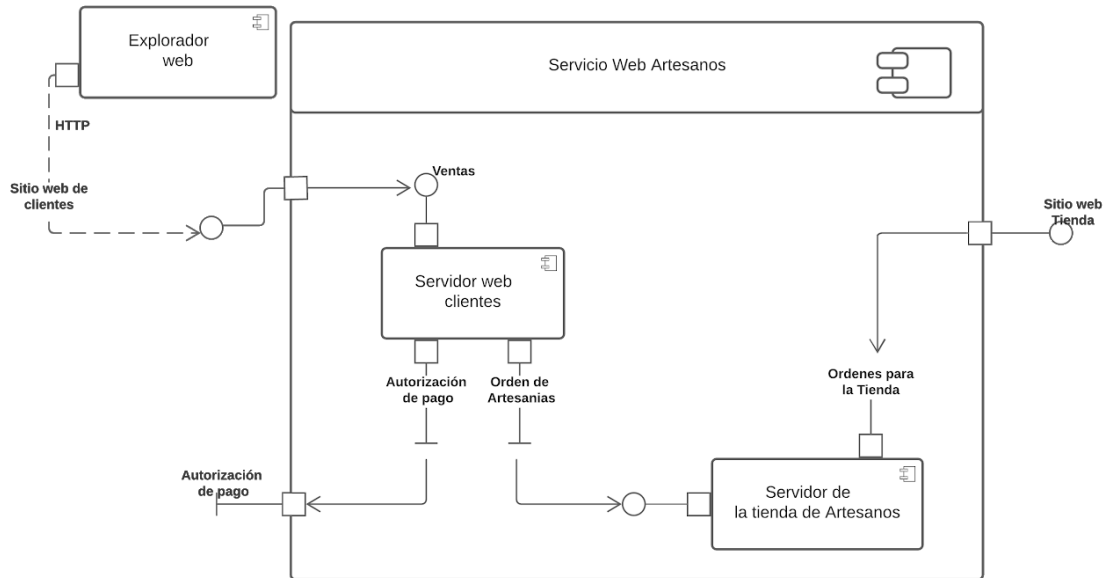 Explorador
web
Servicio Web Artesanos
HTTP
Sitio web de
clientes
Ventas
Sitio web
Tienda
Servidor web
clientes
Autorización
de pago
Orden de
Artesanias
Ordenes para
la Tienda
Autorización
de pago
Servidor de
la tienda de Artesanos